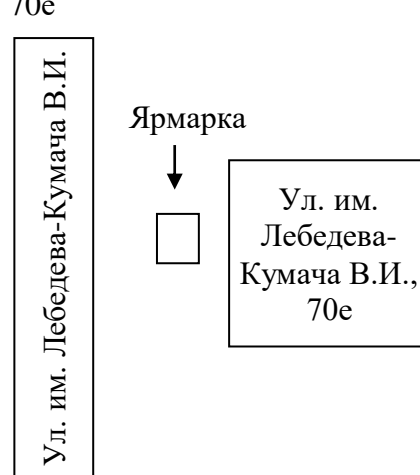 70е
Ул. им. Лебедева-Кумача В.И.
Ярмарка
Ул. им.
Лебедева-
Кумача В.И.,
70е